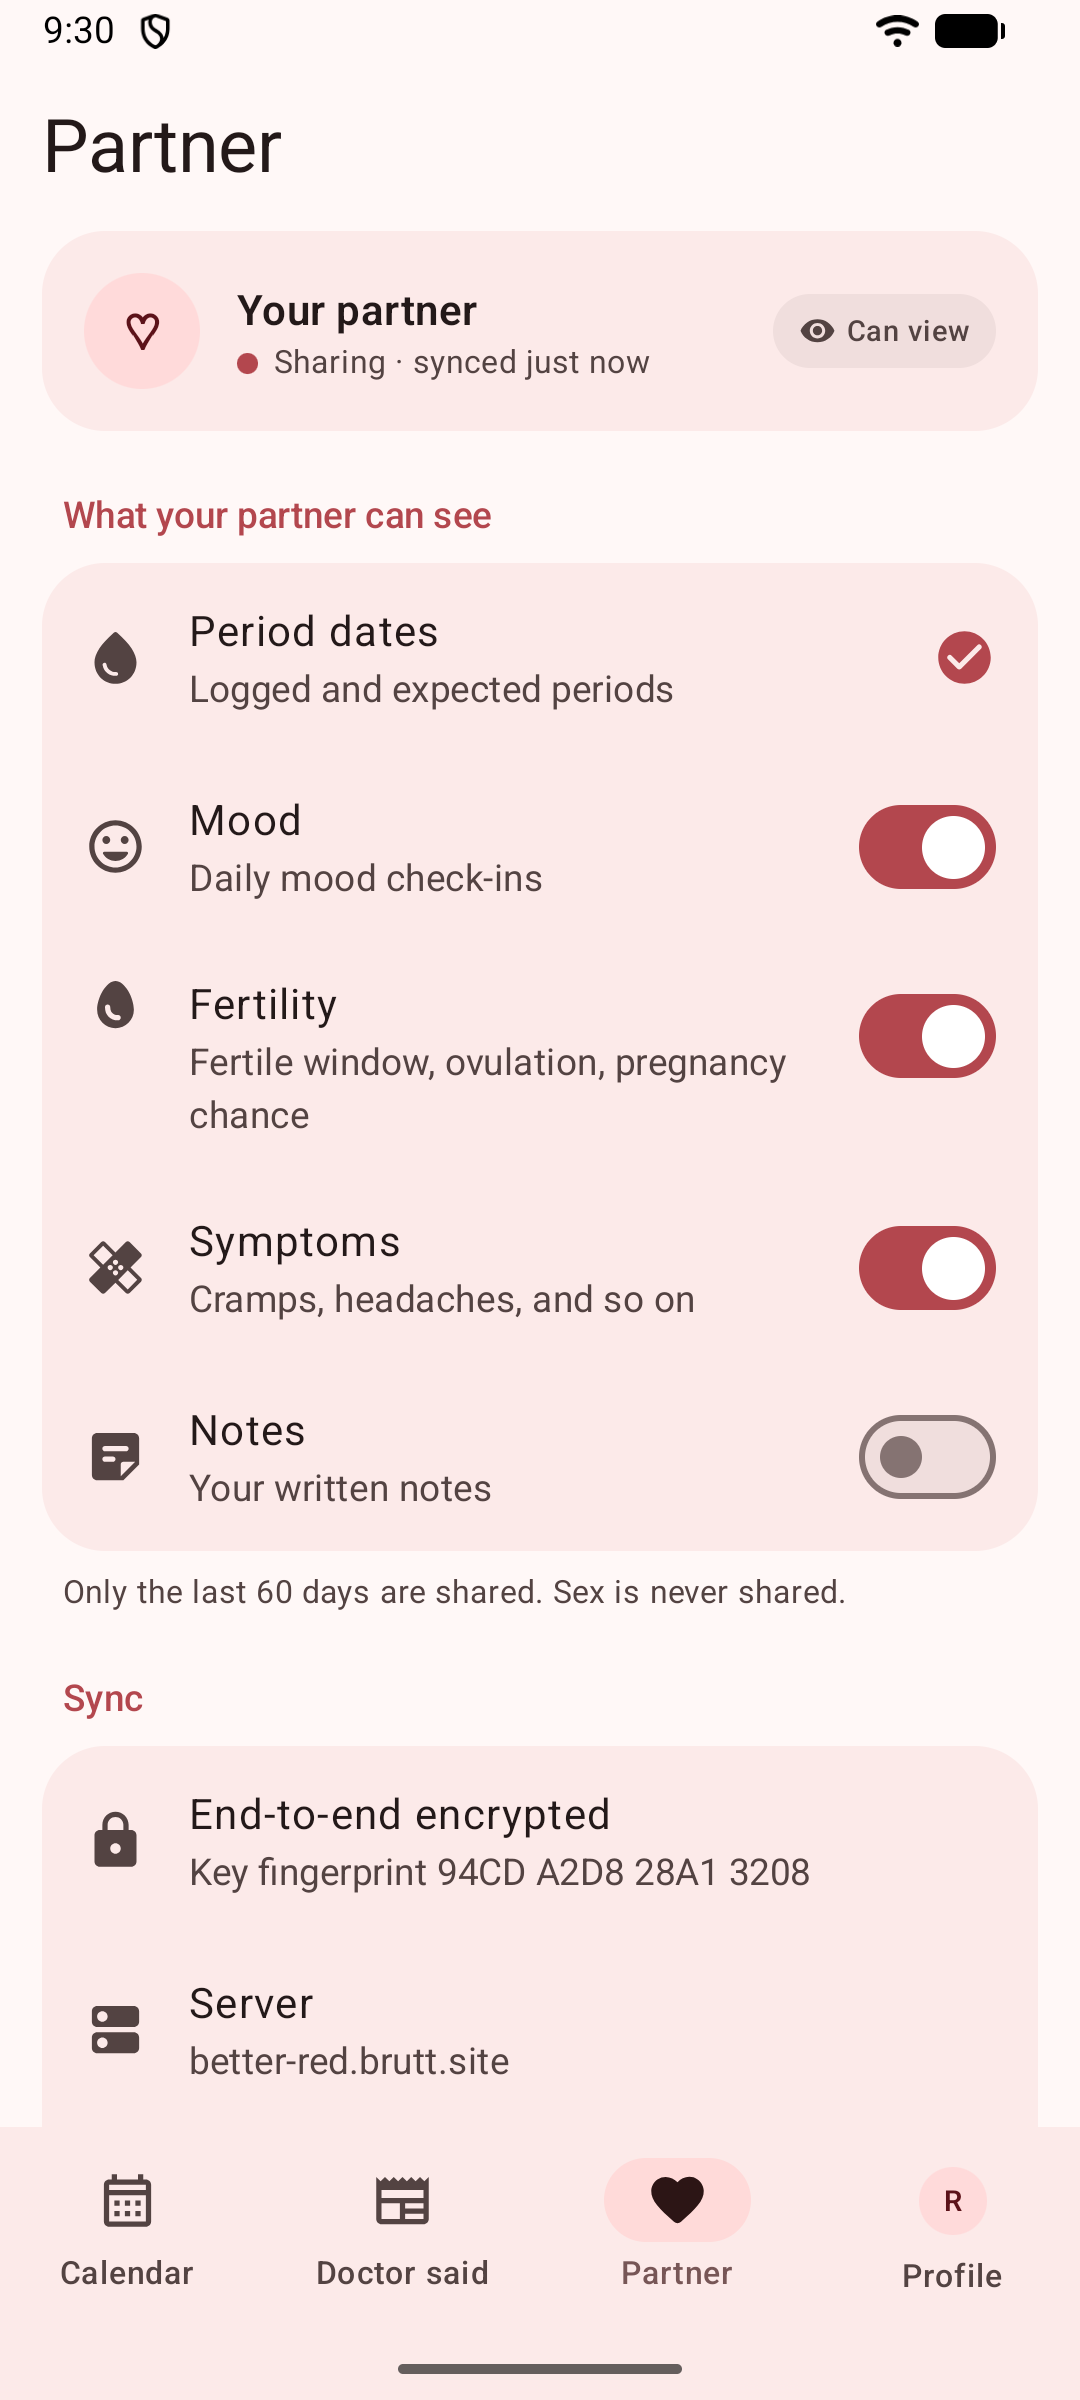 9:30
Partner
Your partner
Sharing · synced just now
Can view
What your partner can see
Period dates
Logged and expected periods
Mood
Daily mood check-ins
Fertility
Fertile window, ovulation, pregnancy
chance
Symptoms
Cramps, headaches, and so on
Notes
Your written notes
Only the last 60 days are shared. Sex is never shared.
Sync
End-to-end encrypted
Key fingerprint 94CD A2D8 28A1 3208
Server
better-red.brutt.site
R
Calendar
Doctor said
Partner
Profile